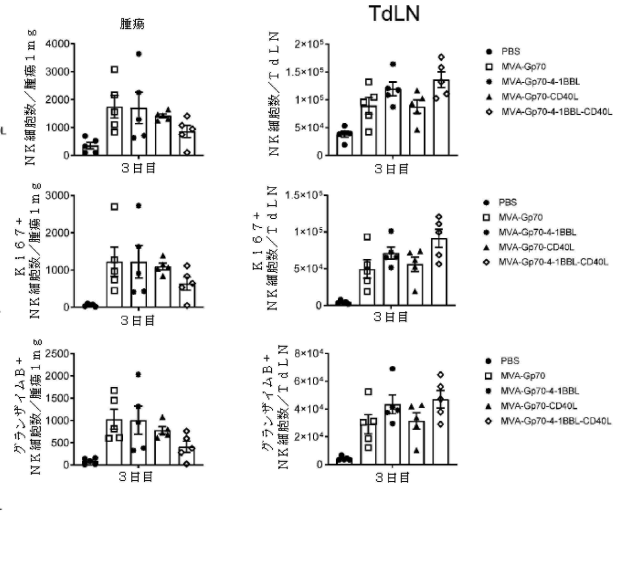 腫瘍
TdLN
NK細胞数/腫瘍1mg
4000
3000
2000
1000
0
3日目
NK細胞数/TdLN
2×10⁵
1.5×10⁵
1×10⁵
5×10⁴
0
3日目
PBS
MVA-Gp70
MVA-Gp70-4-1BBL
MVA-Gp70-CD40L
MVA-Gp70-4-1BBL-CD40L
Ki67+
NK細胞数/腫瘍1mg
3000
2000
1000
0
3日目
Ki67+
NK細胞数/TdLN
1.5×10⁵
1×10⁵
5×10⁴
0
3日目
PBS
MVA-Gp70
MVA-Gp70-4-1BBL
MVA-Gp70-CD40L
MVA-Gp70-4-1BBL-CD40L
グランザイムB+
NK細胞数/腫瘍1mg
2500
2000
1500
1000
500
0
3日目
グランザイムB+
NK細胞数/TdLN
8×10⁴
6×10⁴
4×10⁴
2×10⁴
0
3日目
PBS
MVA-Gp70
MVA-Gp70-4-1BBL
MVA-Gp70-CD40L
MVA-Gp70-4-1BBL-CD40L